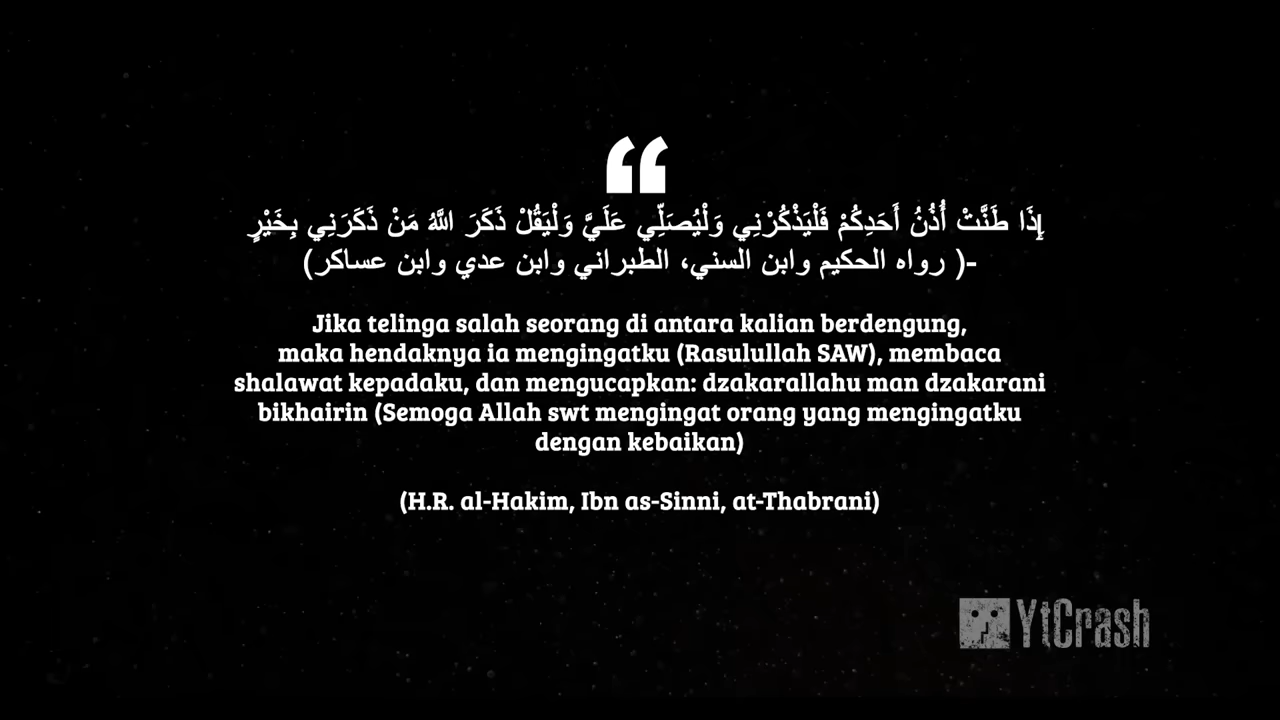 “
إِذَا طَنَّتْ أُذُنُ أَحَدِكُمْ فَلْيَذْكُرْنِي وَلْيُصَلِّي عَلَيَّ وَلْيَقُلْ ذَكَرَ اللَّهُ مَنْ ذَكَرَنِي بِخَيْرٍ
-( رواه الحكيم وابن السني، الطبراني وابن عدي وابن عساكر)
Jika telinga salah seorang di antara kalian berdengung,
maka hendaknya ia mengingatku (Rasulullah SAW), membaca
shalawat kepadaku, dan mengucapkan: dzakarallahu man dzakarani
bikhairin (Semoga Allah swt mengingat orang yang mengingatku
dengan kebaikan)
(H.R. al-Hakim, Ibn as-Sinni, at-Thabrani)
YtCrash